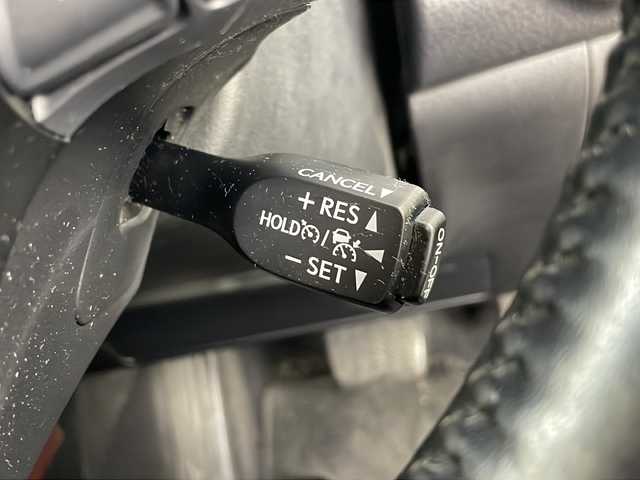 CANCEL
+ RES
HOLD /
− SET
ON-OFF